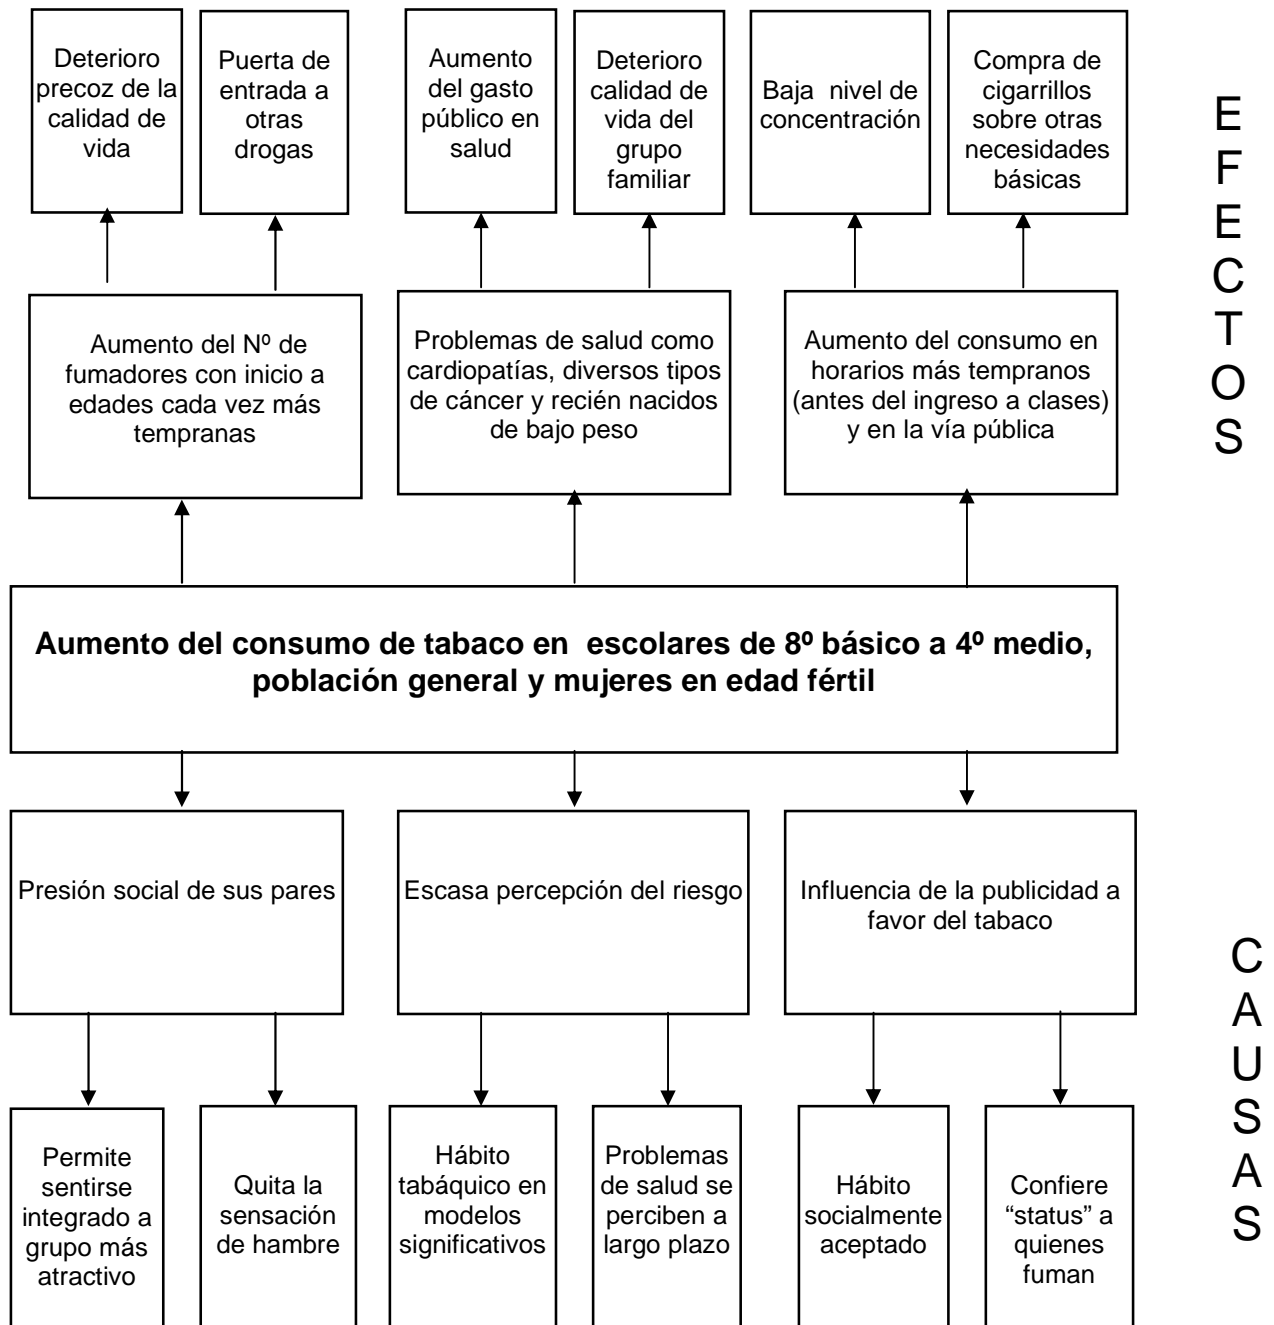 Deterioro
precoz de la
calidad de
vida
Puerta de
entrada a
otras
drogas
Aumento
del gasto
público en
salud
Deterioro
calidad de
vida del
grupo
familiar
Baja nivel de
concentración
Compra de
cigarrillos
sobre otras
necesidades
básicas
E
F
E
C
T
O
S
Aumento del Nº de
fumadores con inicio a
edades cada vez más
tempranas
Problemas de salud como
cardiopatías, diversos tipos
de cáncer y recién nacidos
de bajo peso
Aumento del consumo en
horarios más tempranos
(antes del ingreso a clases)
y en la vía pública
Aumento del consumo de tabaco en escolares de 8º básico a 4º medio,
población general y mujeres en edad fértil
Presión social de sus pares
Escasa percepción del riesgo
Influencia de la publicidad a
favor del tabaco
C
A
U
S
A
S
Permite
sentirse
integrado a
grupo más
atractivo
Quita la
sensación
de hambre
Hábito
tabáquico en
modelos
significativos
Problemas
de salud se
perciben a
largo plazo
Hábito
socialmente
aceptado
Confiere
“status” a
quienes
fuman